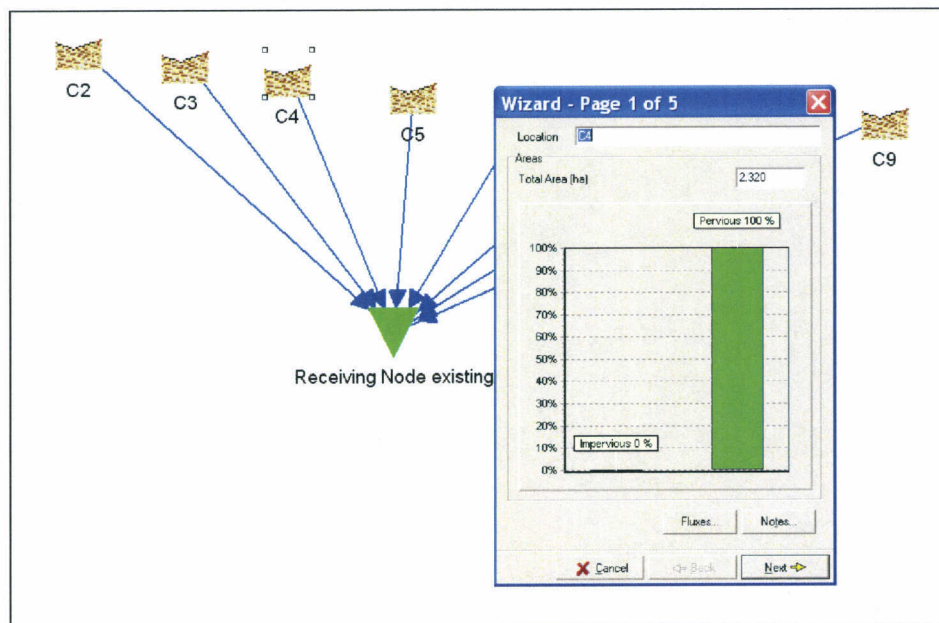 C2
C3
C4
C5
C9
Receiving Node existing
Wizard - Page 1 of 5
Location C4
Areas
Total Area (ha) 2.320
Pervious 100 %
100%
90%
80%
70%
60%
50%
40%
30%
20%
10%
0%
Impervious 0 %
Fluxes...
Notes...
Cancel
Back
Next